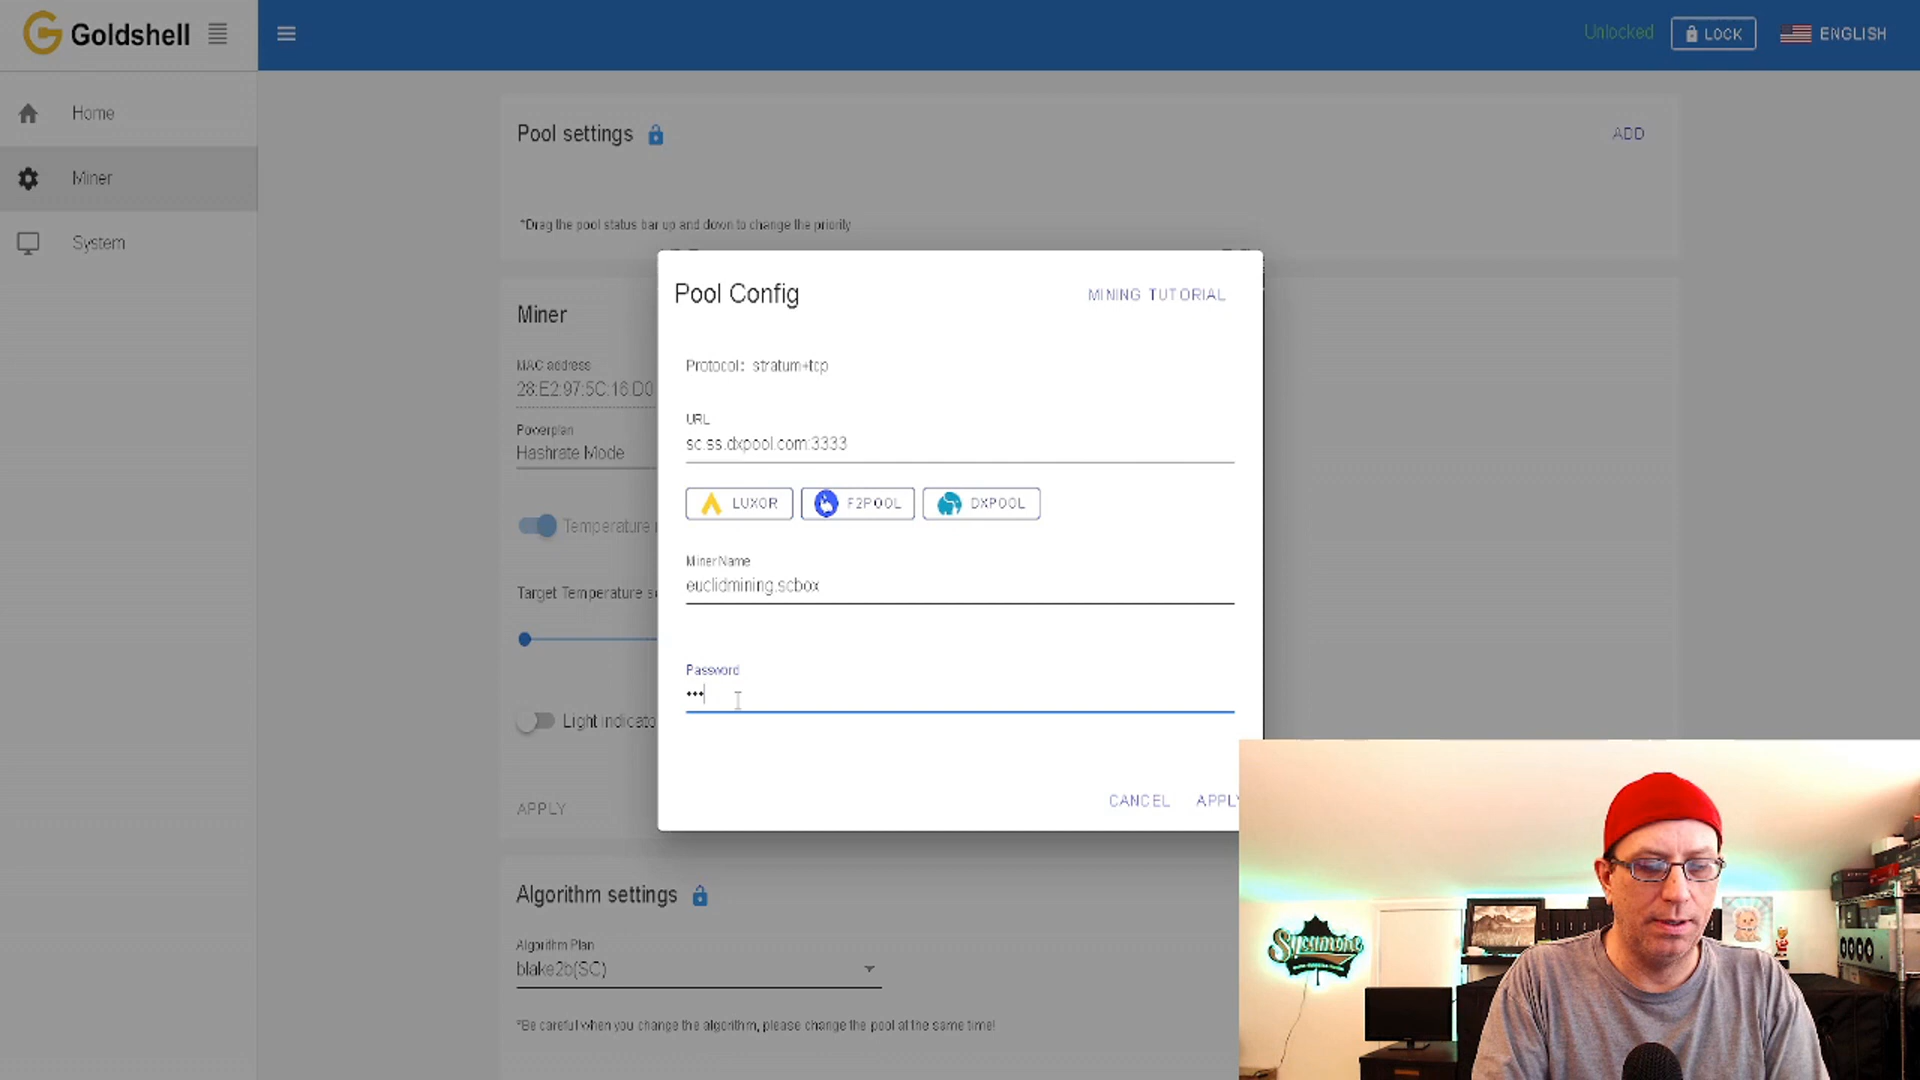 Goldshell
Unlocked
LOCK
ENGLISH
Home
Miner
System
Pool settings
ADD
*Drag the pool status bar up and down to change the priority
Miner
MAC address
28:E2:97:5C:16:D0
Powerplan
Hashrate Mode
Temperature
Target Temperature
Light indicato
APPLY
Pool Config
MINING TUTORIAL
Protocol: stratum+tcp
URL
sc.ss.dxpool.com:3333
LUXOR
F2POOL
DXPOOL
Miner Name
euclidmining.scbox
Password
•••
CANCEL
APPLY
Algorithm settings
Algorithm Plan
blake2b(SC)
*Be careful when you change the algorithm, please change the pool at the same time!
Sycamore